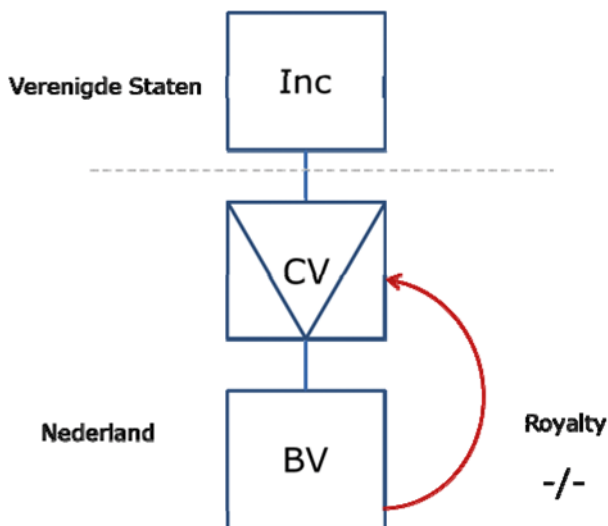 Inc
Verenigde Staten
CV
Nederland
BV
Royalty
-/-